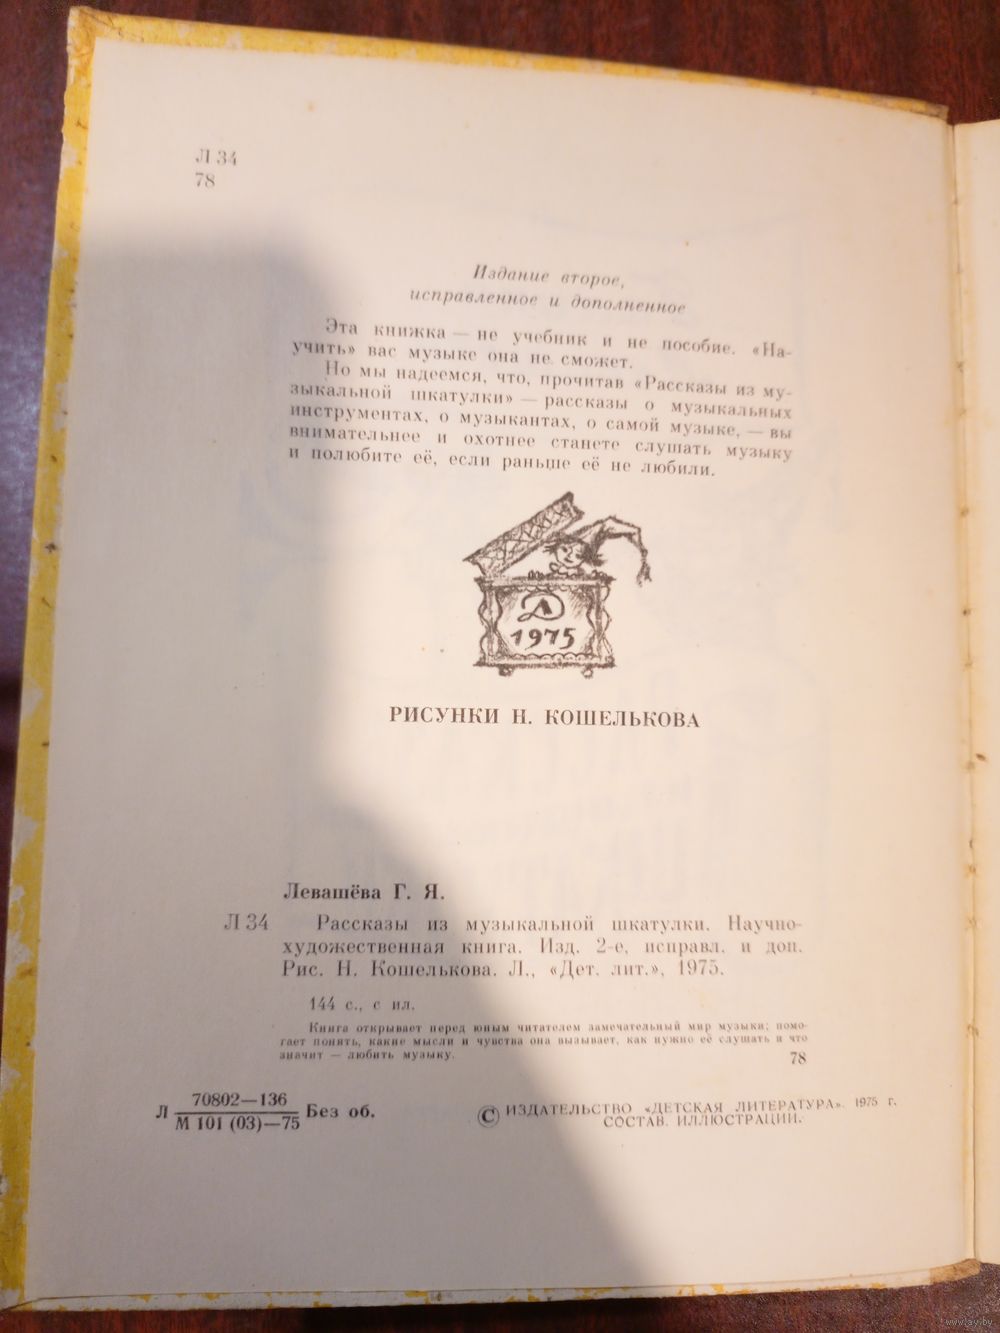 Л 34
78
Издание второе,
исправленное и дополненное
Эта книжка — не учебник и не пособие. «На-
учить» вас музыке она не сможет.
Но мы надеемся, что, прочитав «Рассказы из му-
зыкальной шкатулки» — рассказы о музыкальных
инструментах, о музыкантах, о самой музыке, — вы
внимательнее и охотнее станете слушать музыку
и полюбите её, если раньше её не любили.
Д
1975
РИСУНКИ Н. КОШЕЛЬКОВА
Левашёва Г. Я.
Л 34 Рассказы из музыкальной шкатулки. Научно-
художественная книга. Изд. 2-е, исправл. и доп.
Рис. Н. Кошелькова. Л., «Дет. лит.», 1975.
144 с., с ил.
Книга открывает перед юным читателем замечательный мир музыки; помо-
гает понять, какие мысли и чувства она вызывает, как нужно её слушать и что
значит — любить музыку.
78
Л 70802—136
М 101 (03)—75 Без об.
© ИЗДАТЕЛЬСТВО «ДЕТСКАЯ ЛИТЕРАТУРА». 1975 г.
СОСТАВ. ИЛЛЮСТРАЦИИ.
www.ay.by